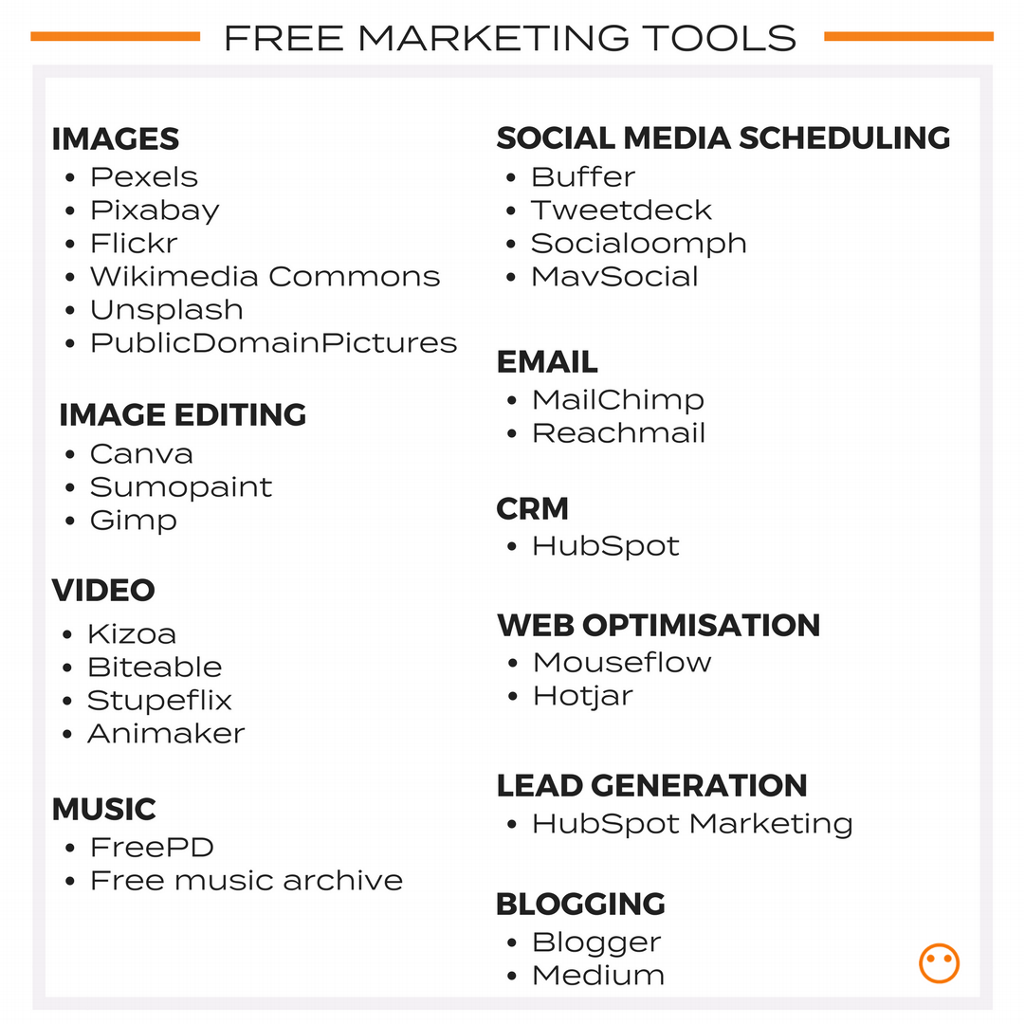 FREE MARKETING TOOLS
IMAGES
• Pexels
• Pixabay
• Flickr
• Wikimedia Commons
• Unsplash
• PublicDomainPictures
IMAGE EDITING
• Canva
• Sumopaint
• Gimp
VIDEO
• Kizoa
• Biteable
• Stupeflix
• Animaker
MUSIC
• FreePD
• Free music archive
SOCIAL MEDIA SCHEDULING
• Buffer
• Tweetdeck
• Socialoomph
• MavSocial
EMAIL
• MailChimp
• Reachmail
CRM
• HubSpot
WEB OPTIMISATION
• Mouseflow
• Hotjar
LEAD GENERATION
• HubSpot Marketing
BLOGGING
• Blogger
• Medium